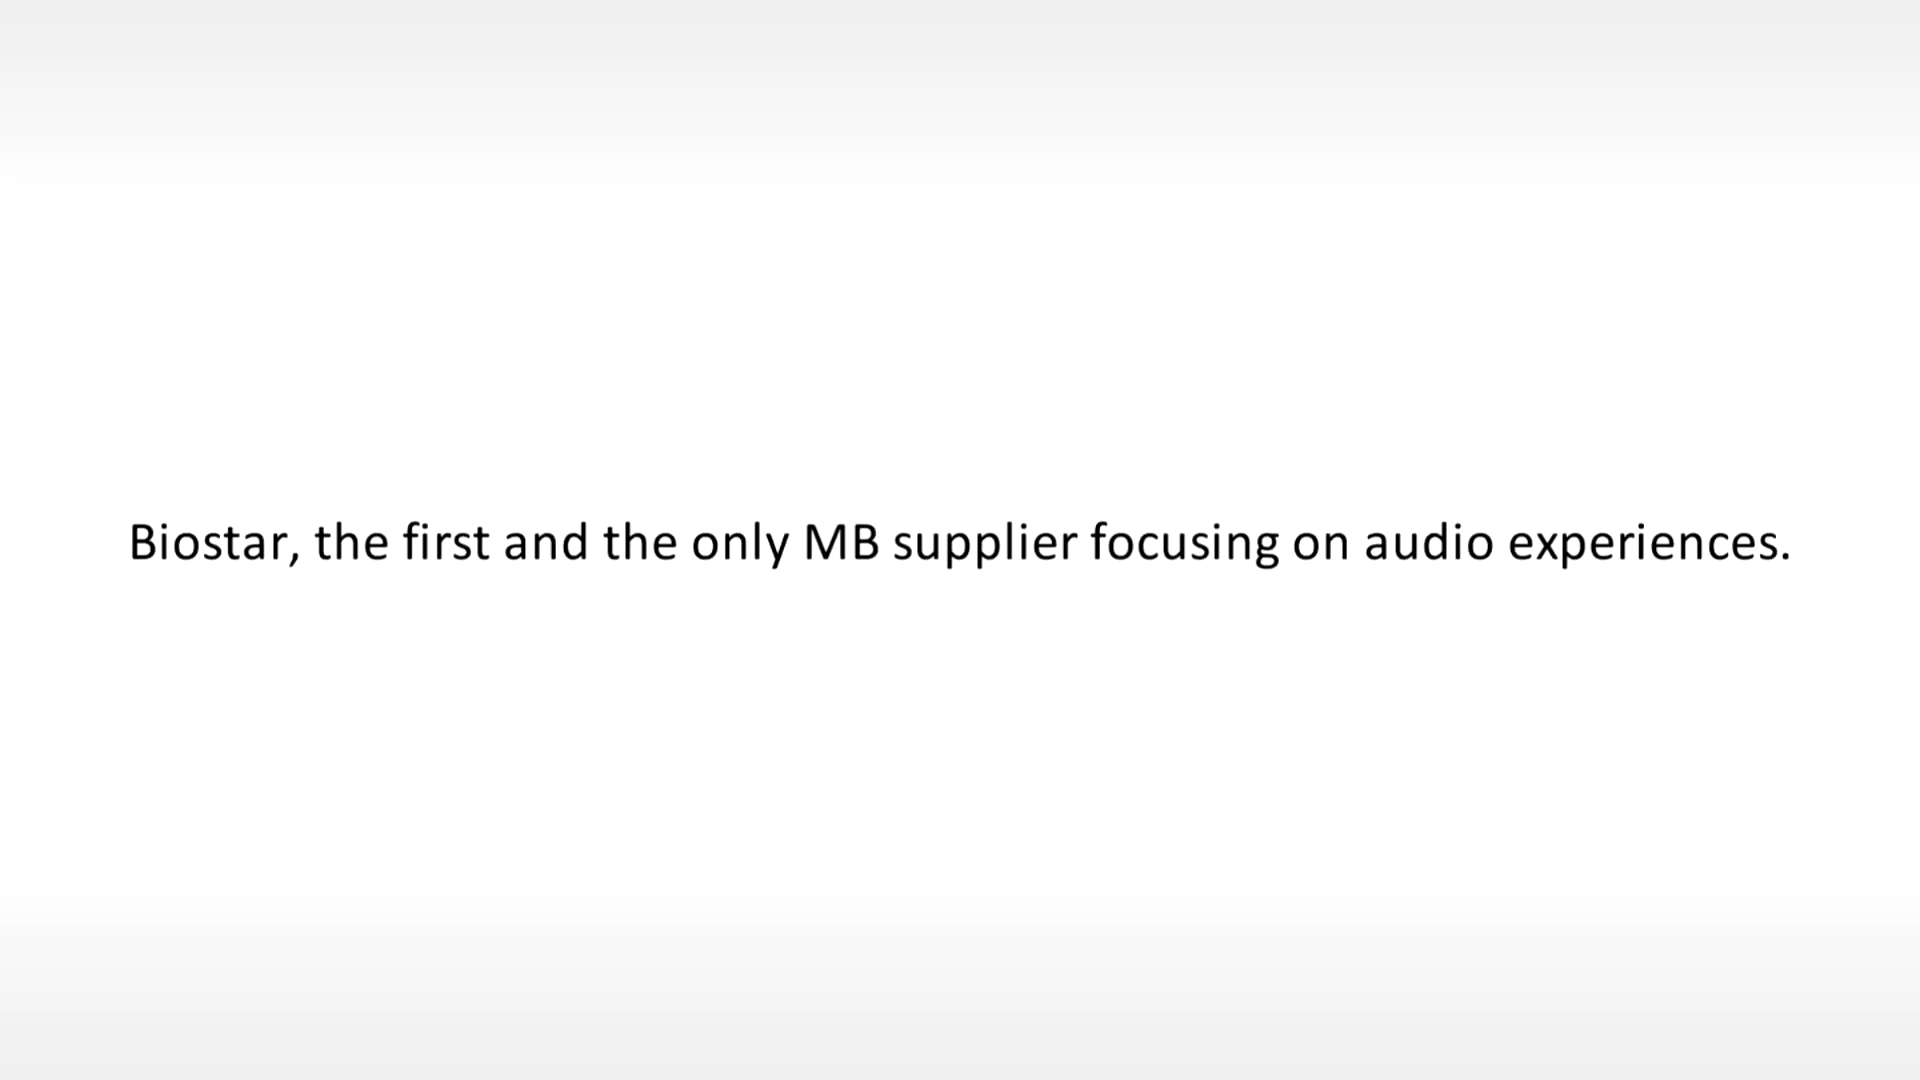 Biostar, the first and the only MB supplier focusing on audio experiences.